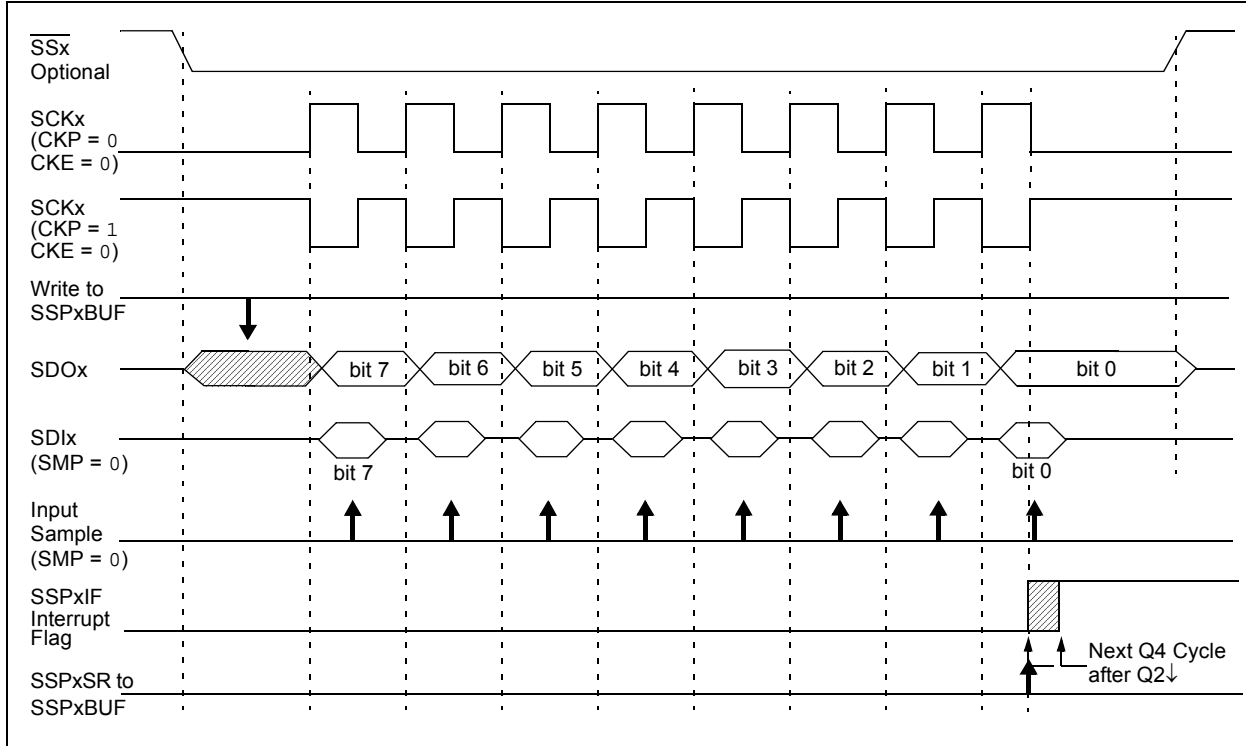 SSx
Optional
SCKx
(CKP = 0
CKE = 0)
SCKx
(CKP = 1
CKE = 0)
Write to
SSPxBUF
SDOx
bit 7
bit 6
bit 5
bit 4
bit 3
bit 2
bit 1
bit 0
SDIx
(SMP = 0)
bit 7
bit 0
Input
Sample
(SMP = 0)
SSPxIF
Interrupt
Flag
Next Q4 Cycle
after Q2↓
SSPxSR to
SSPxBUF